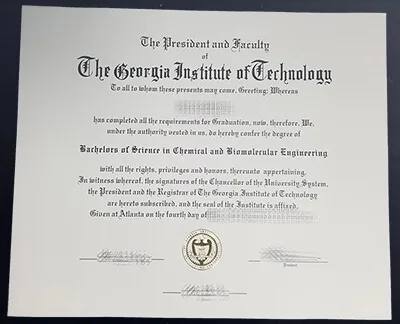 The President and Faculty
of
The Georgia Institute of Technology
To all to whom these presents may come, Greeting: Whereas
has completed all the requirements for Graduation, now, therefore, We,
under the authority vested in us, do hereby confer the degree of
Bachelors of Science in Chemical and Biomolecular Engineering
with all the rights, privileges and honors, thereunto appertaining.
In witness whereof, the signatures of the Chancellor of the University System,
the President and the Registrar of The Georgia Institute of Technology
are hereto subscribed, and the seal of the Institute is affixed.
Given at Atlanta on the fourth day of
President